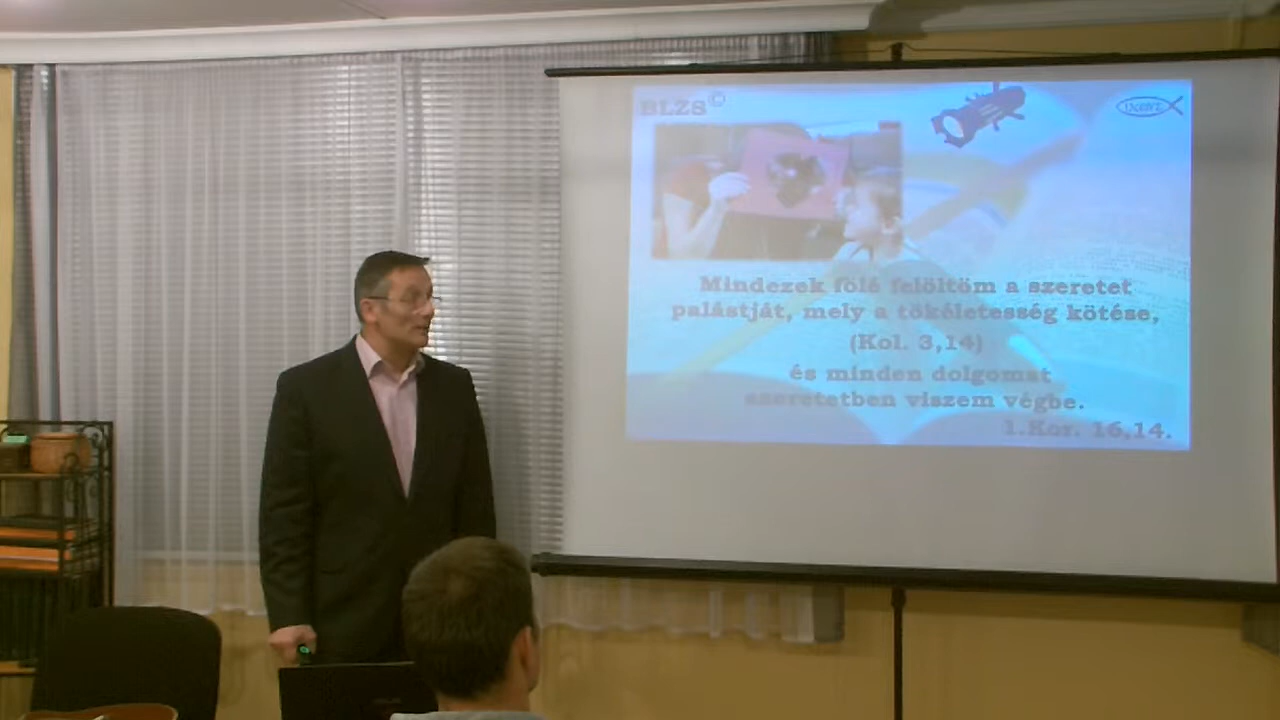 BLZS©
ΙΧΘΥΣ
Mindezek fölé felöltöm a szeretet
palástját, mely a tökéletesség kötése,
(Kol. 3,14)
és minden dolgomat
szeretetben viszem végbe.
1.Kor. 16,14.